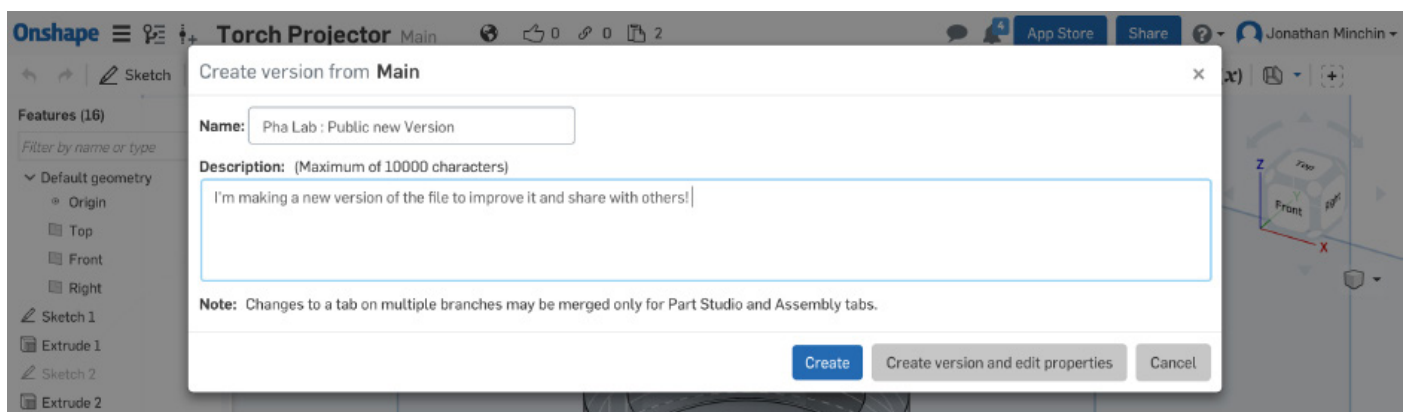 Onshape Torch Projector Main 0 0 2 4 App Store Share Jonathan Minchin
Sketch x)
Create version from Main ×
Features (16)
Name: Pha Lab : Public new Version
Filter by name or type
Description: (Maximum of 10000 characters)
Default geometry
I'm making a new version of the file to improve it and share with others!
Origin
Top
Front
Right
Note: Changes to a tab on multiple branches may be merged only for Part Studio and Assembly tabs.
Sketch 1
Extrude 1
Create Create version and edit properties Cancel
Sketch 2
Extrude 2
Z
Top
Y
Front
Right
X